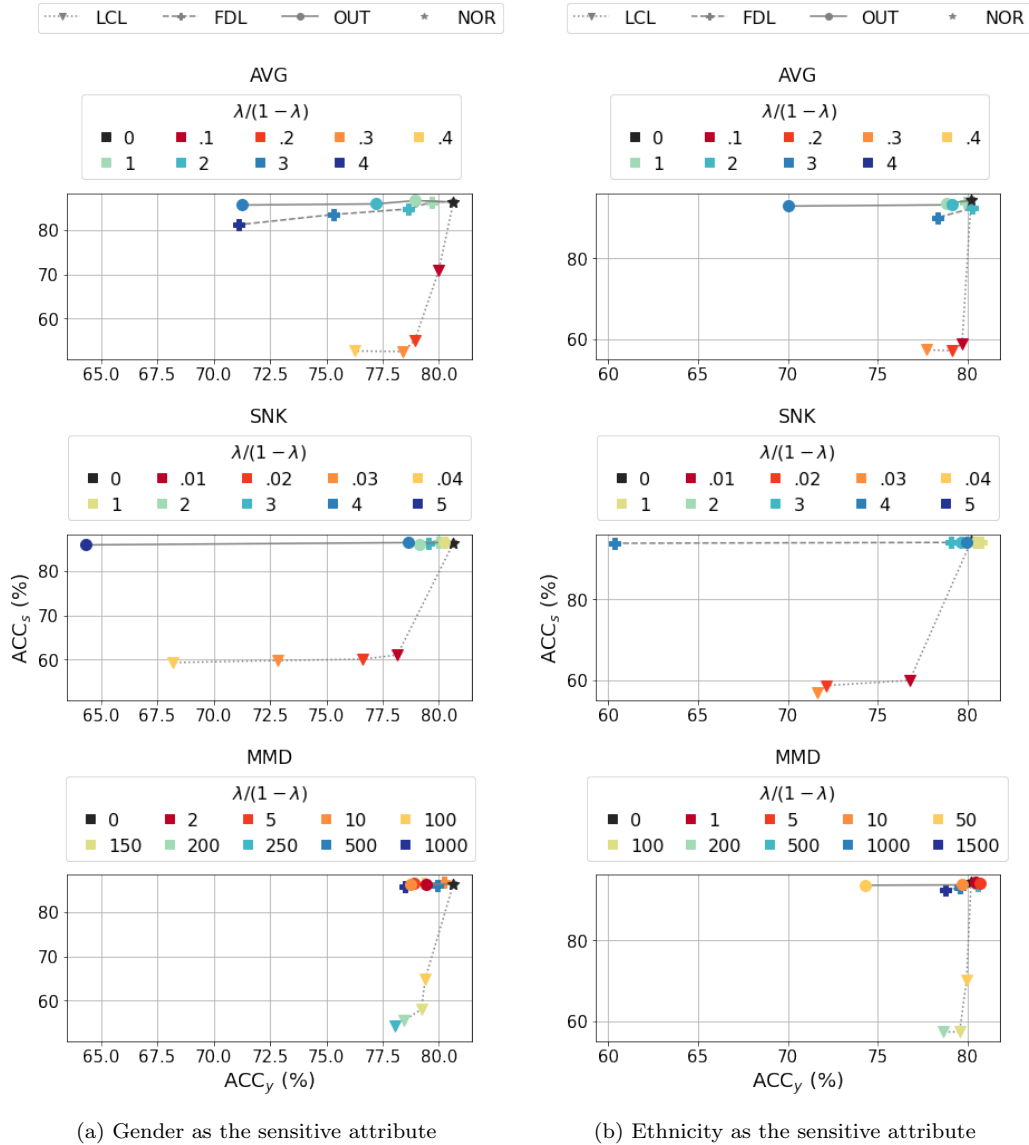 LCL FDL OUT NOR
LCL FDL OUT NOR
AVG
λ/(1 − λ)
0 .1 .2 .3 .4
1 2 3 4
80
70
60
65.0 67.5 70.0 72.5 75.0 77.5 80.0
AVG
λ/(1 − λ)
0 .1 .2 .3 .4
1 2 3 4
80
60
60 70 75 80
SNK
λ/(1 − λ)
0 .01 .02 .03 .04
1 2 3 4 5
80
70
60
65.0 67.5 70.0 72.5 75.0 77.5 80.0
ACCs (%)
SNK
λ/(1 − λ)
0 .01 .02 .03 .04
1 2 3 4 5
80
60
60 70 75 80
ACCs (%)
MMD
λ/(1 − λ)
0 2 5 10 100
150 200 250 500 1000
80
70
60
65.0 67.5 70.0 72.5 75.0 77.5 80.0
ACCy (%)
MMD
λ/(1 − λ)
0 1 5 10 50
100 200 500 1000 1500
80
60
60 70 75 80
ACCy (%)
(a) Gender as the sensitive attribute
(b) Ethnicity as the sensitive attribute